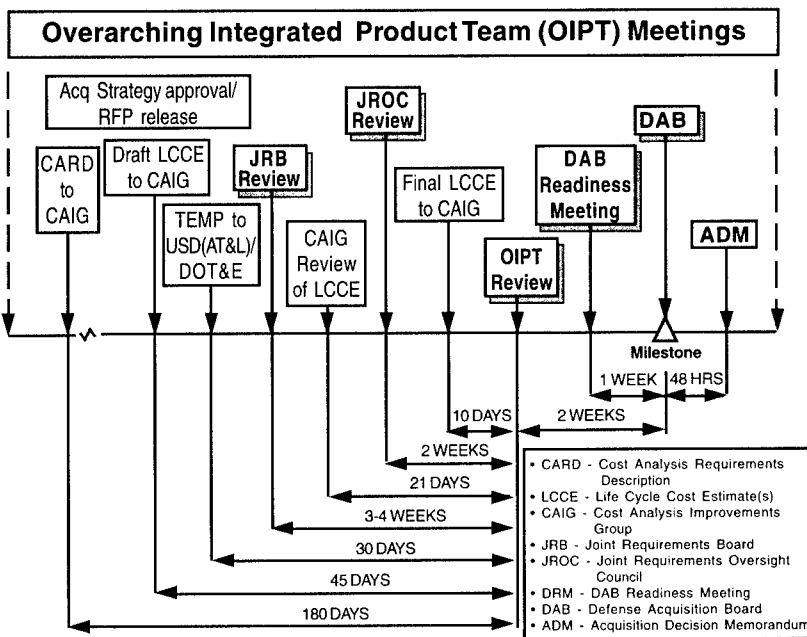 Overarching Integrated Product Team (OIPT) Meetings
Acq Strategy approval/
RFP release
CARD
to
CAIG
Draft LCCE
to CAIG
TEMP to
USD(AT&L)/
DOT&E
JRB
Review
CAIG
Review
of LCCE
JROC
Review
Final LCCE
to CAIG
OIPT
Review
DAB
Readiness
Meeting
DAB
ADM
Milestone
1 WEEK
48 HRS
10 DAYS
2 WEEKS
2 WEEKS
21 DAYS
3-4 WEEKS
30 DAYS
45 DAYS
180 DAYS
• CARD - Cost Analysis Requirements
Description
• LCCE - Life Cycle Cost Estimate(s)
• CAIG - Cost Analysis Improvements
Group
• JRB - Joint Requirements Board
• JROC - Joint Requirements Oversight
Council
• DRM - DAB Readiness Meeting
• DAB - Defense Acquisition Board
• ADM - Acquisition Decision Memorandum